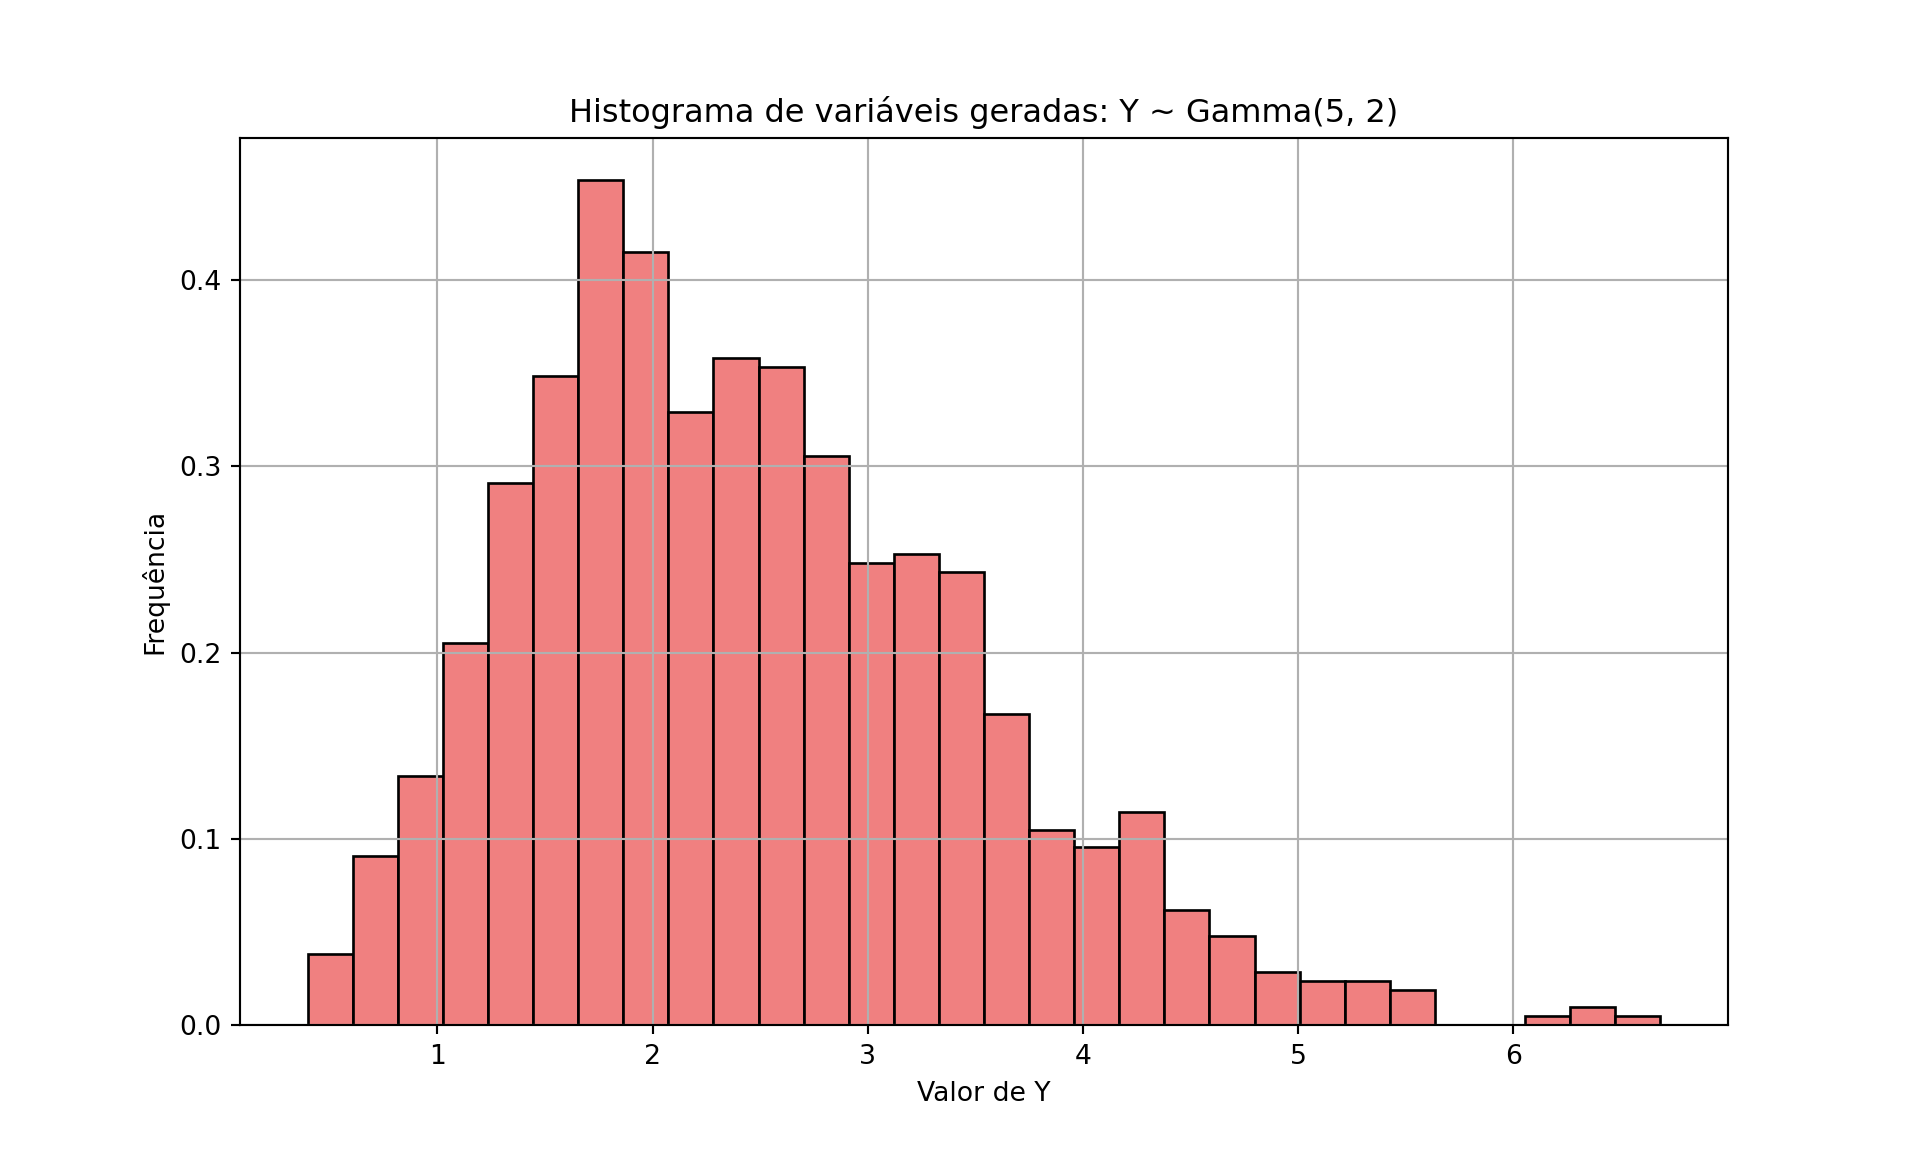 Histograma de variáveis geradas: Y ~ Gamma(5, 2)
0.4
0.3
0.2
0.1
0.0
Frequência
1 2 3 4 5 6
Valor de Y